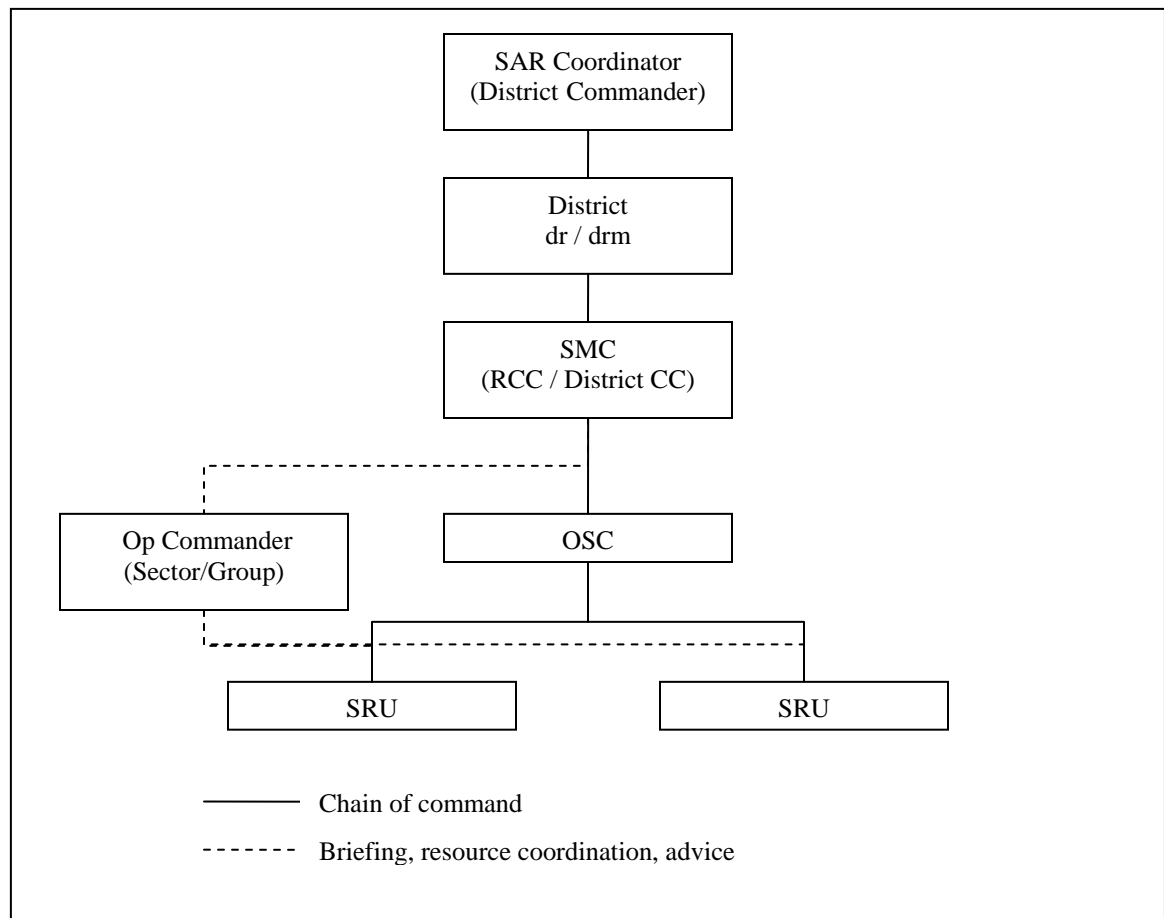 SAR Coordinator
(District Commander)
District
dr / drm
SMC
(RCC / District CC)
Op Commander
(Sector/Group)
OSC
SRU
SRU
Chain of command
Briefing, resource coordination, advice